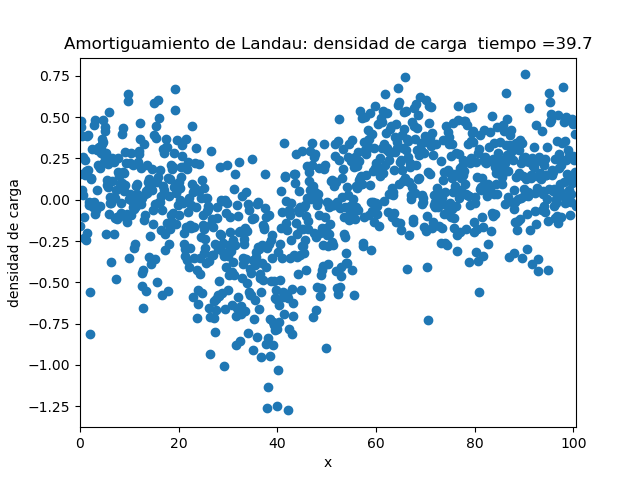 Amortiguamiento de Landau: densidad de carga  tiempo =39.7
densidad de carga
0.75
0.50
0.25
0.00
−0.25
−0.50
−0.75
−1.00
−1.25
0 20 40 60 80 100
x